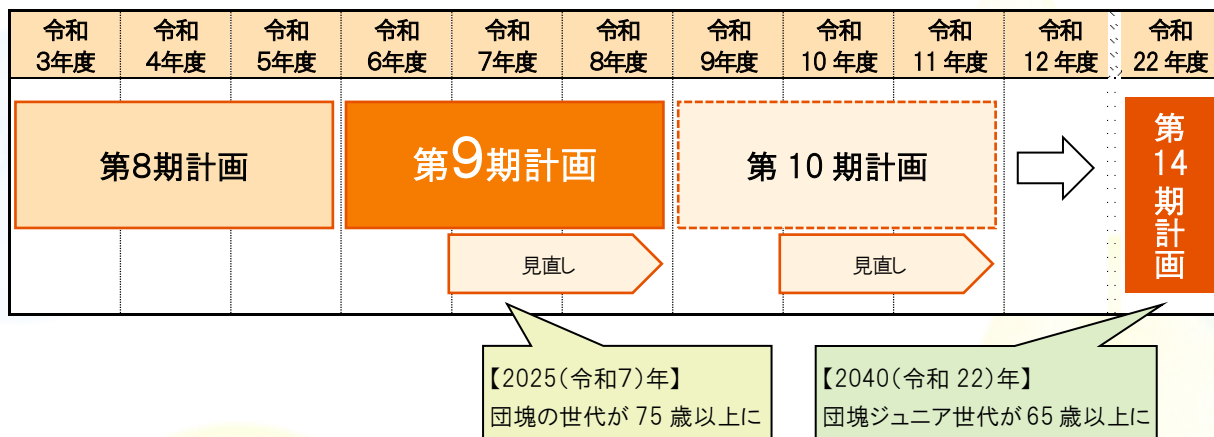 令和 令和 令和 令和 令和 令和 令和 令和 令和 令和 令和
3年度 4年度 5年度 6年度 7年度 8年度 9年度 10 年度 11 年度 12 年度 22 年度
第8期計画 第9期計画 第 10 期計画 第14期計画
見直し 見直し
【2025(令和7)年】
団塊の世代が 75 歳以上に
【2040(令和 22)年】
団塊ジュニア世代が 65 歳以上に